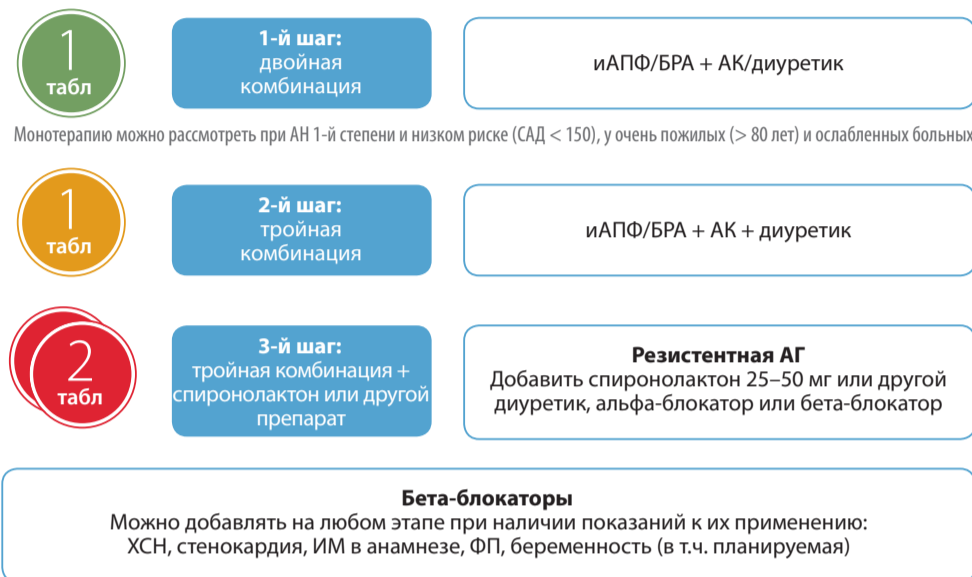 1
табл
1-й шаг:
двойная
комбинация
иАПФ/БРА + АК/диуретик
Монотерапию можно рассмотреть при АН 1-й степени и низком риске (САД < 150), у очень пожилых (> 80 лет) и ослабленных больных
1
табл
2-й шаг:
тройная
комбинация
иАПФ/БРА + АК + диуретик
2
табл
3-й шаг:
тройная комбинация +
спиронолактон или другой
препарат
Резистентная АГ
Добавить спиронолактон 25–50 мг или другой
диуретик, альфа-блокатор или бета-блокатор
Бета-блокаторы
Можно добавлять на любом этапе при наличии показаний к их применению:
ХСН, стенокардия, ИМ в анамнезе, ФП, беременность (в т.ч. планируемая)